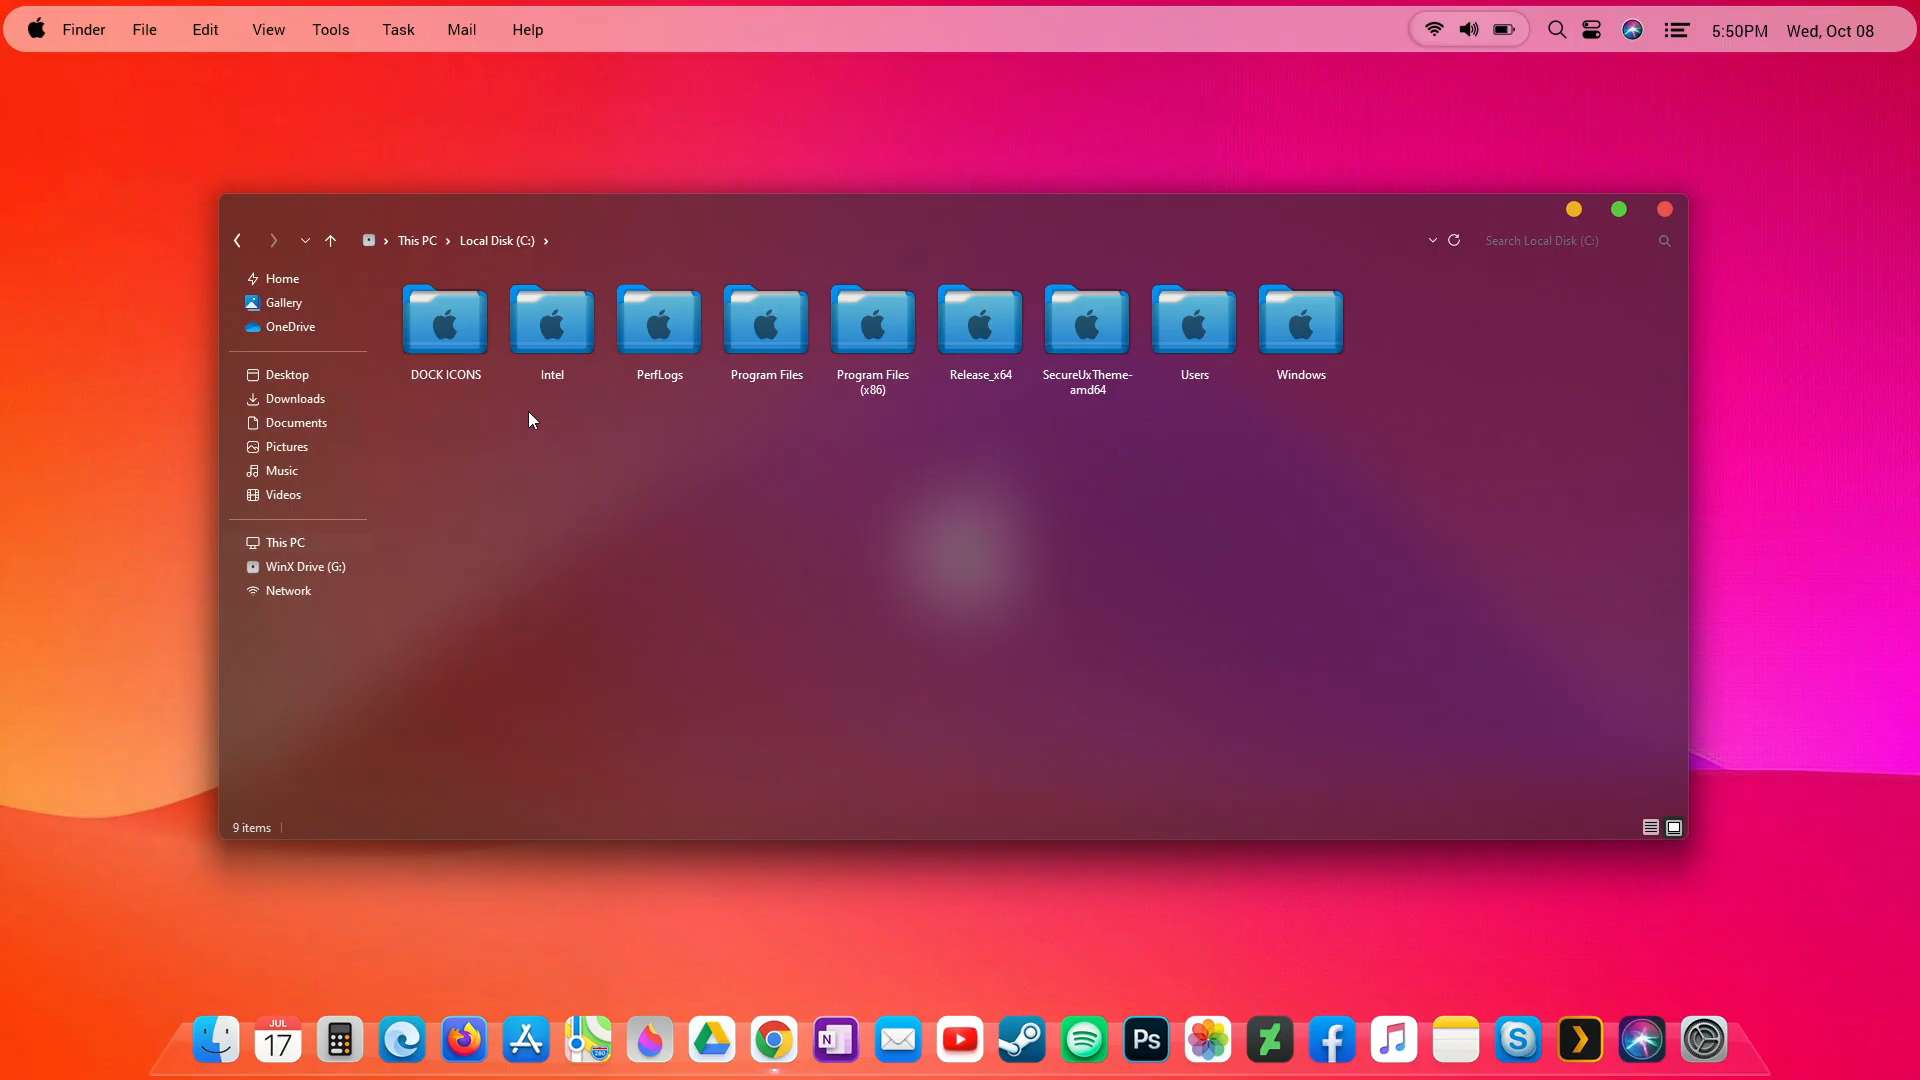 Finder File Edit View Tools Task Mail Help 5:50PM Wed, Oct 08
This PC Local Disk (C:) Search Local Disk (C:)
Home
Gallery
OneDrive
Desktop
Downloads
Documents
Pictures
Music
Videos
This PC
WinX Drive (G:)
Network
DOCK ICONS Intel PerfLogs Program Files Program Files Release_x64 SecureUxTheme- Users Windows
(x86) amd64
9 items
JUL
17
280
N
Ps